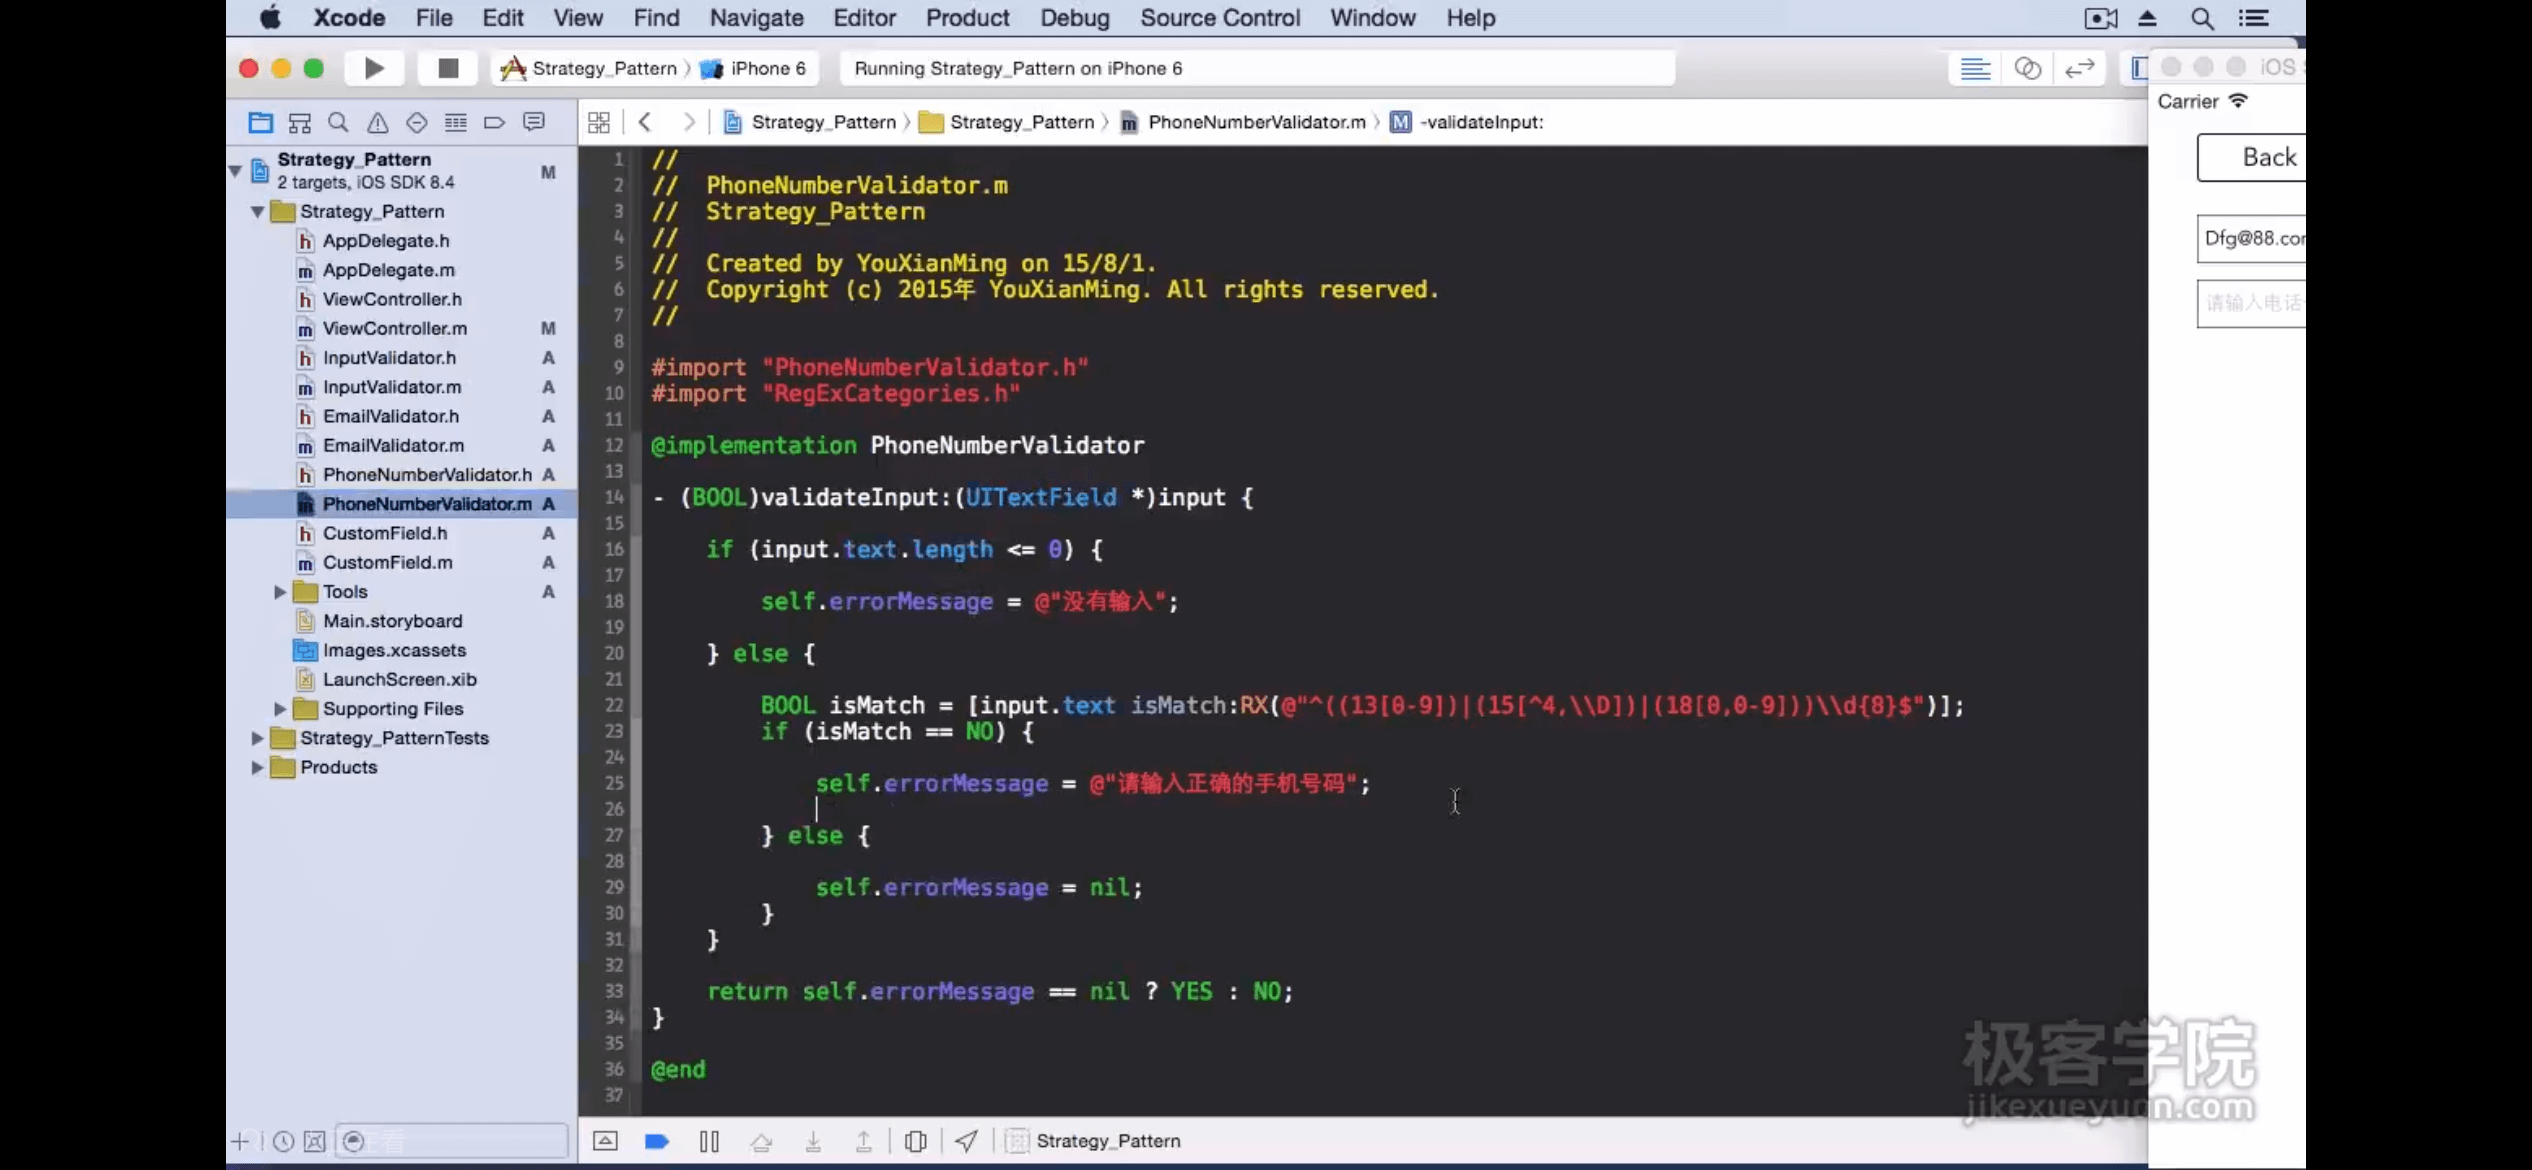 Xcode File Edit View Find Navigate Editor Product Debug Source Control Window Help
Strategy_Pattern iPhone 6
Running Strategy_Pattern on iPhone 6
iOS
Strategy_Pattern Strategy_Pattern PhoneNumberValidator.m M -validateInput:
Strategy_Pattern
2 targets, iOS SDK 8.4 M
Strategy_Pattern
h AppDelegate.h
m AppDelegate.m
h ViewController.h
m ViewController.m M
h InputValidator.h A
m InputValidator.m A
h EmailValidator.h A
m EmailValidator.m A
h PhoneNumberValidator.h A
m PhoneNumberValidator.m A
h CustomField.h A
m CustomField.m A
Tools A
Main.storyboard
Images.xcassets
LaunchScreen.xib
Supporting Files
Strategy_PatternTests
Products
1 //
2 // PhoneNumberValidator.m
3 // Strategy_Pattern
4 //
5 // Created by YouXianMing on 15/8/1.
6 // Copyright (c) 2015年 YouXianMing. All rights reserved.
7 //
8
9 #import "PhoneNumberValidator.h"
10 #import "RegExCategories.h"
11
12 @implementation PhoneNumberValidator
13
14 - (BOOL)validateInput:(UITextField *)input {
15
16 if (input.text.length <= 0) {
17
18 self.errorMessage = @"没有输入";
19
20 } else {
21
22 BOOL isMatch = [input.text isMatch:RX(@"^((13[0-9])|(15[^4,\\D])|(18[0,0-9]))\\d{8}$")];
23 if (isMatch == NO) {
24
25 self.errorMessage = @"请输入正确的手机号码";
26
27 } else {
28
29 self.errorMessage = nil;
30 }
31 }
32
33 return self.errorMessage == nil ? YES : NO;
34 }
35
36 @end
37
Carrier
Back
Dfg@88.com
请输入电话
极客学院
jikexueyuan.com
Strategy_Pattern